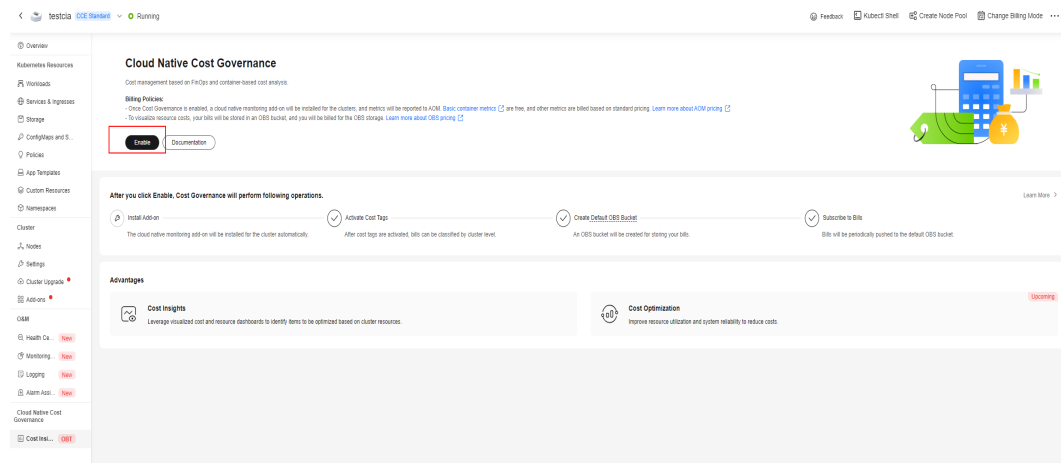 testcia CCE Standard Running
Feedback Kubectl Shell Create Node Pool Change Billing Mode ...
Overview
Kubernetes Resources
Workloads
Services & Ingresses
Storage
ConfigMaps and S...
Policies
App Templates
Custom Resources
Namespaces
Cluster
Nodes
Settings
Cluster Upgrade
Add-ons
O&M
Health Ce... New
Monitoring... New
Logging New
Alarm Assi... New
Cloud Native Cost
Governance
Cost Insi... OBT
Cloud Native Cost Governance
Cost management based on FinOps and container-based cost analysis.
Billing Policies:
- Once Cost Governance is enabled, a cloud native monitoring add-on will be installed for the clusters, and metrics will be reported to AOM. Basic container metrics are free, and other metrics are billed based on standard pricing. Learn more about AOM pricing
- To visualize resource costs, your bills will be stored in an OBS bucket, and you will be billed for the OBS storage. Learn more about OBS pricing
Enable Documentation
¥
After you click Enable, Cost Governance will perform following operations. Learn More >
Install Add-on
The cloud native monitoring add-on will be installed for the cluster automatically.
Activate Cost Tags
After cost tags are activated, bills can be classified by cluster level.
Create Default OBS Bucket
An OBS bucket will be created for storing your bills.
Subscribe to Bills
Bills will be periodically pushed to the default OBS bucket.
Advantages
Cost Insights
Leverage visualized cost and resource dashboards to identify items to be optimized based on cluster resources.
Upcoming
Cost Optimization
Improve resource utilization and system reliability to reduce costs.